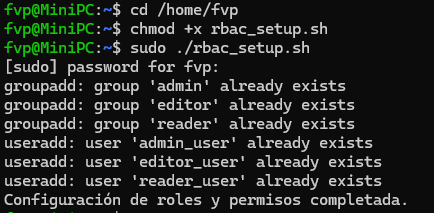 fvp@MiniPC:~$ cd /home/fvp
fvp@MiniPC:~$ chmod +x rbac_setup.sh
fvp@MiniPC:~$ sudo ./rbac_setup.sh
[sudo] password for fvp:
groupadd: group 'admin' already exists
groupadd: group 'editor' already exists
groupadd: group 'reader' already exists
useradd: user 'admin_user' already exists
useradd: user 'editor_user' already exists
useradd: user 'reader_user' already exists
Configuración de roles y permisos completada.